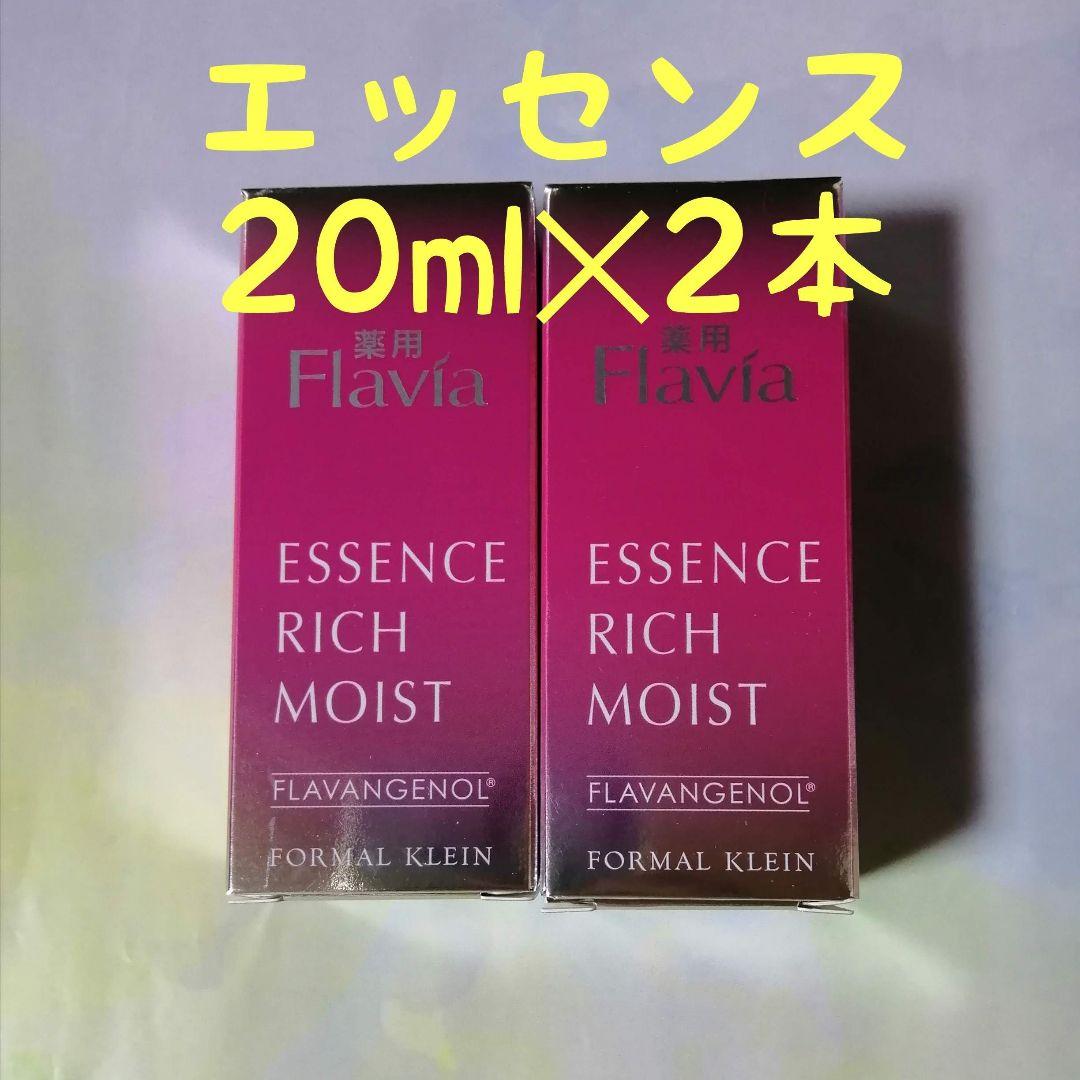 エッセンス
20ml×2本
薬用
Flavía
ESSENCE
RICH
MOIST
FLAVANGENOL®
FORMAL KLEIN
薬用
Flavía
ESSENCE
RICH
MOIST
FLAVANGENOL®
FORMAL KLEIN